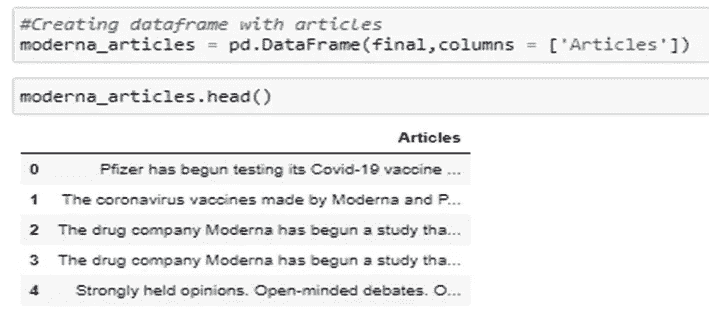 #Creating dataframe with articles
moderna_articles = pd.DataFrame(final,columns = ['Articles'])
moderna_articles.head()
Articles
0 Pfizer has begun testing its Covid-19 vaccine ...
1 The coronavirus vaccines made by Moderna and P...
2 The drug company Moderna has begun a study tha...
3 The drug company Moderna has begun a study tha...
4 Strongly held opinions. Open-minded debates. O...